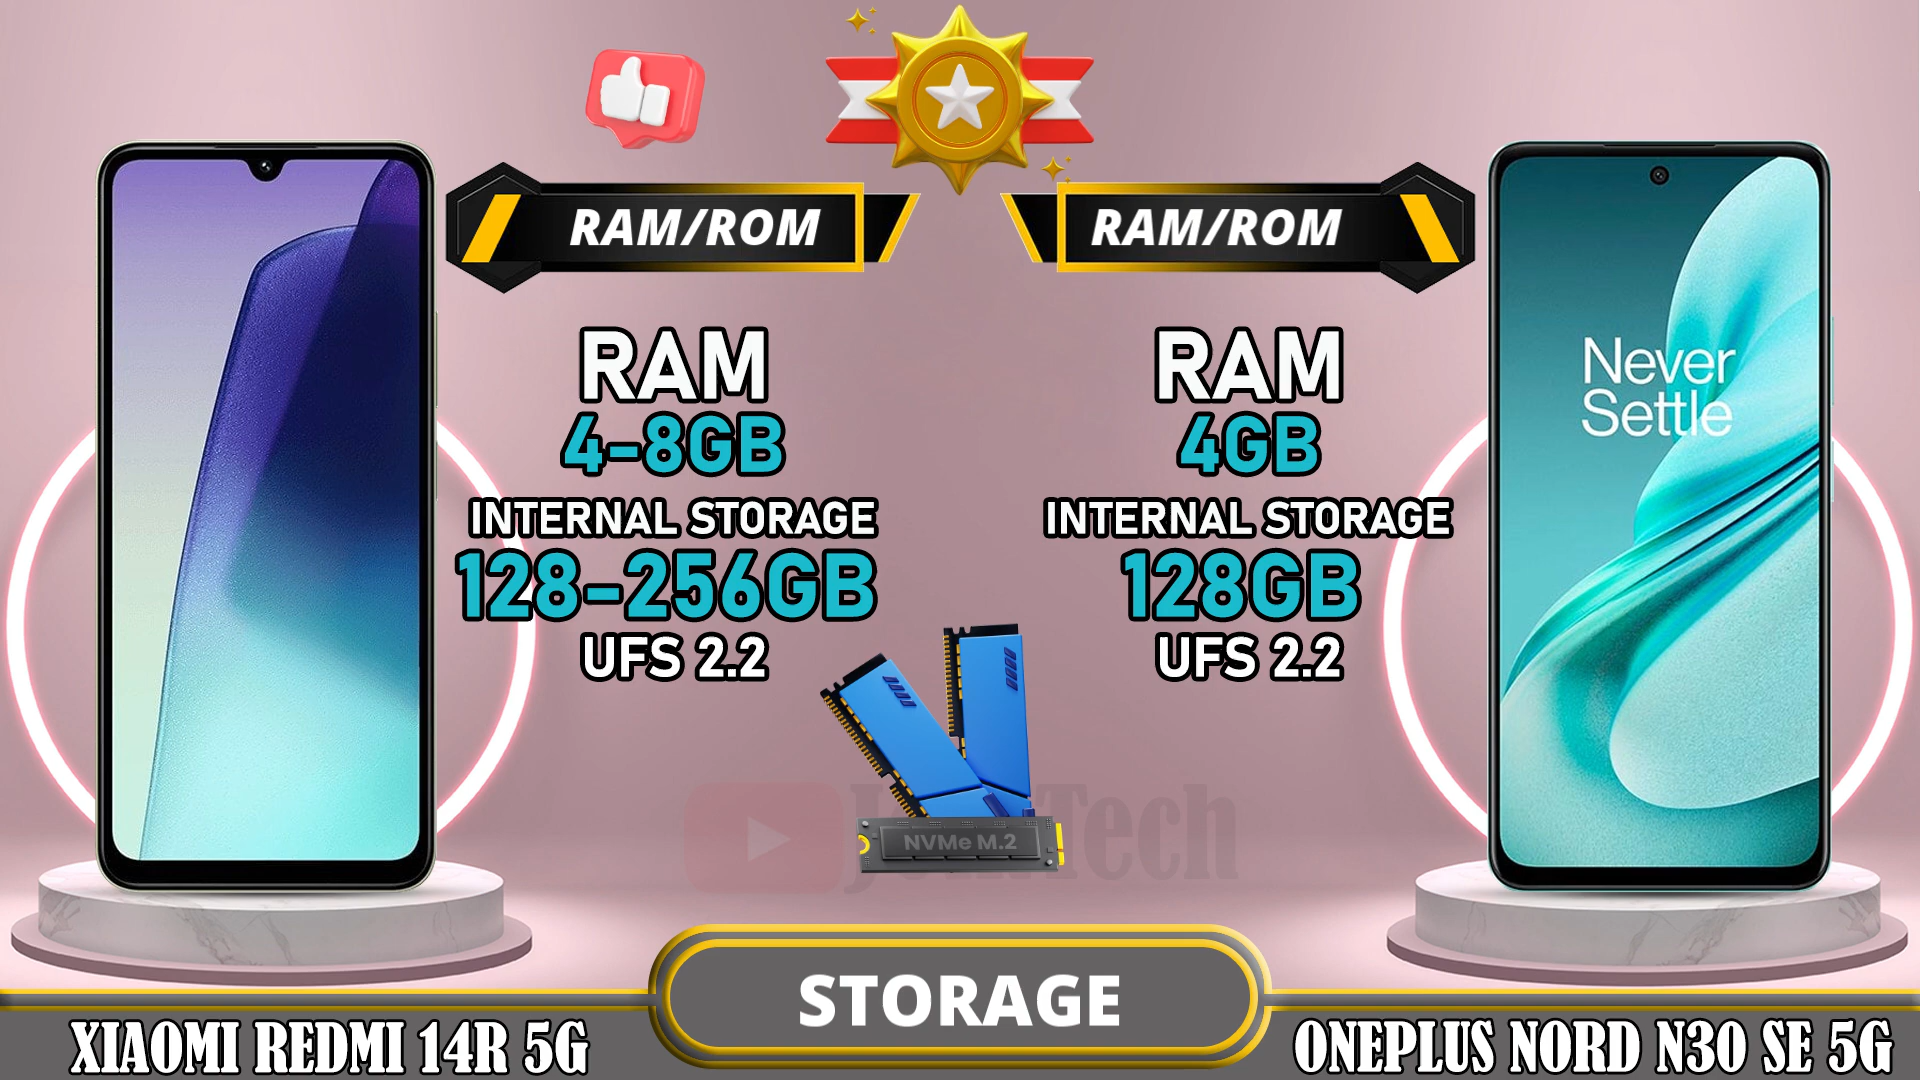 RAM/ROM
RAM
4-8GB
INTERNAL STORAGE
128-256GB
UFS 2.2
RAM/ROM
RAM
4GB
INTERNAL STORAGE
128GB
UFS 2.2
Never
Settle
NVMe M.2
Tech
STORAGE
XIAOMI REDMI 14R 5G
ONEPLUS NORD N30 SE 5G